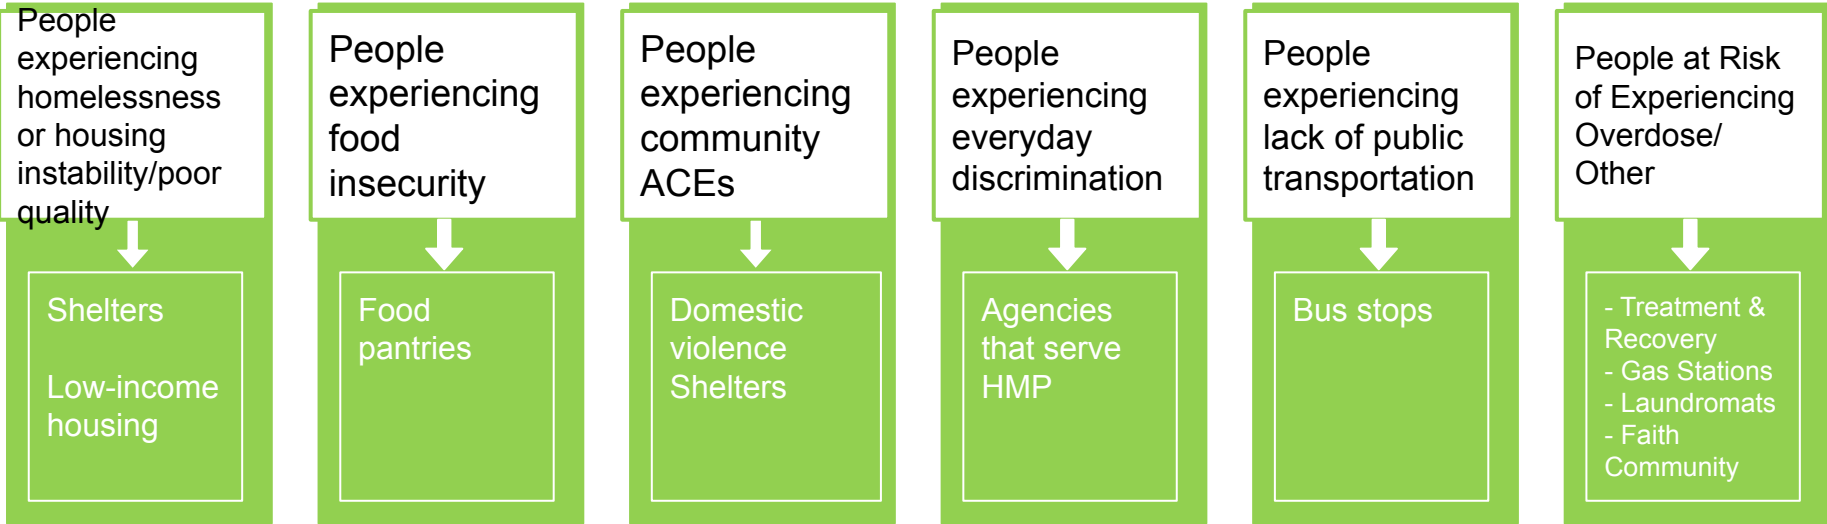 People
experiencing
homelessness
or housing
instability/poor
quality
Shelters
Low-income
housing
People
experiencing
food
insecurity
Food
pantries
People
experiencing
community
ACEs
Domestic
violence
Shelters
People
experiencing
everyday
discrimination
Agencies
that serve
HMP
People
experiencing
lack of public
transportation
Bus stops
People at Risk
of Experiencing
Overdose/
Other
- Treatment &
Recovery
- Gas Stations
- Laundromats
- Faith
Community